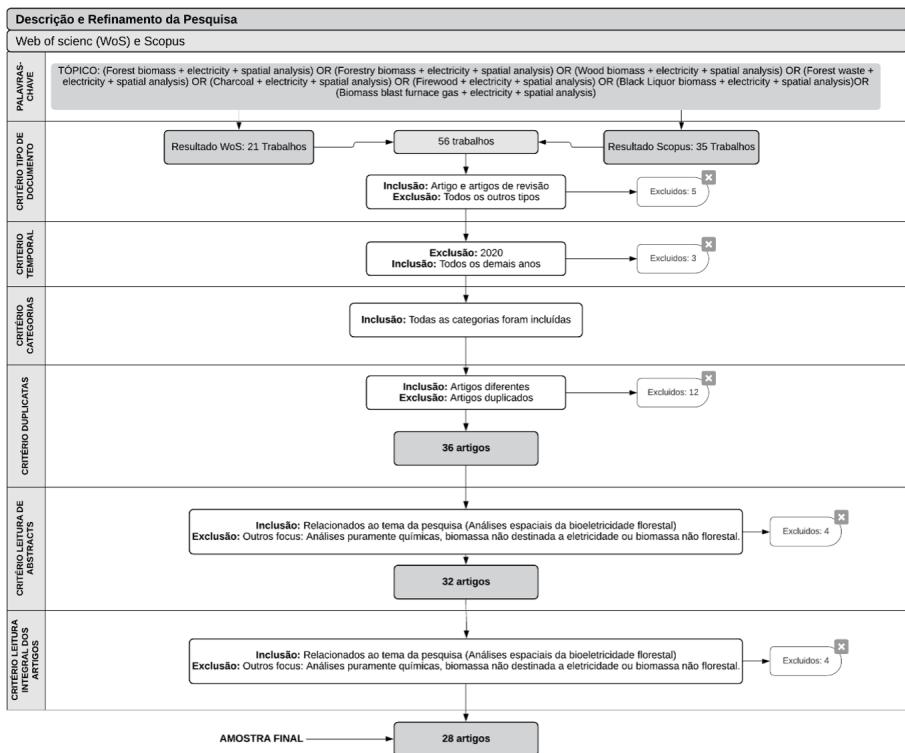 Descrição e Refinamento da Pesquisa
Web of scienc (WoS) e Scopus
PALAVRAS-
CHAVE
TÓPICO: (Forest biomass + electricity + spatial analysis) OR (Forestry biomass + electricity + spatial analysis) OR (Wood biomass + electricity + spatial analysis) OR (Forest waste +
electricity + spatial analysis) OR (Charcoal + electricity + spatial analysis) OR (Firewood + electricity + spatial analysis) OR (Black Liquor biomass + electricity + spatial analysis)OR
(Biomass blast furnace gas + electricity + spatial analysis)
CRITÉRIO TIPO DE
DOCUMENTO
Resultado WoS: 21 Trabalhos
56 trabalhos
Resultado Scopus: 35 Trabalhos
Inclusão: Artigo e artigos de revisão
Exclusão: Todos os outros tipos
Excluidos: 5
CRITERIO
TEMPORAL
Exclusão: 2020
Inclusão: Todos os demais anos
Excluidos: 3
CRITÉRIO
CATEGORIAS
Inclusão: Todas as categorias foram incluídas
CRITÉRIO DUPLICATAS
Inclusão: Artigos diferentes
Exclusão: Artigos duplicados
Excluidos: 12
36 artigos
CRITÉRIO LEITURA DE
ABSTRACTS
Inclusão: Relacionados ao tema da pesquisa (Análises espaciais da bioeletricidade florestal)
Exclusão: Outros focus: Análises puramente químicas, biomassa não destinada a eletricidade ou biomassa não florestal.
Excluidos: 4
32 artigos
CRITÉRIO LEITURA
INTEGRAL DOS
ARTIGOS
Inclusão: Relacionados ao tema da pesquisa (Análises espaciais da bioeletricidade florestal)
Exclusão: Outros focus: Análises puramente químicas, biomassa não destinada a eletricidade ou biomassa não florestal.
Excluidos: 4
AMOSTRA FINAL
28 artigos